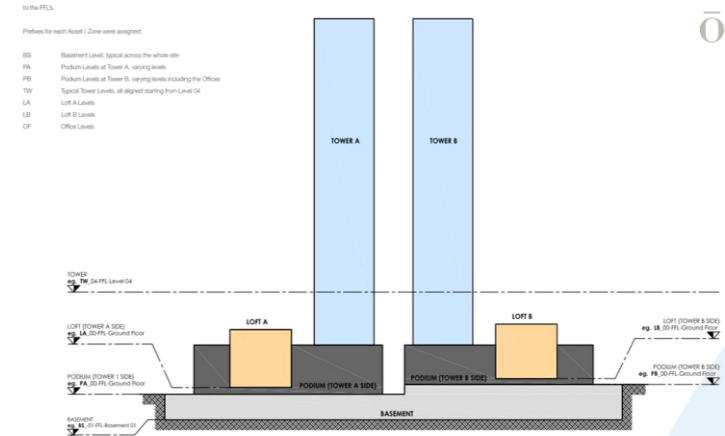 to the FFL's.
Prefixes for each Asset / Zone were assigned:
BS Basement Level, typical across the whole site
PA Podium Levels at Tower A, varying levels
PB Podium Levels at Tower B, varying levels including the Offices
TW Typical Tower Levels, all aligned starting from Level 04
LA Loft A Levels
LB Loft B Levels
OF Office Levels
Ō
TOWER A
TOWER B
TOWER
eg. TW_04-FFL-Level 04
LOFT A
LOFT B
LOFT (TOWER A SIDE)
eg. LA_00-FFL-Ground Floor
LOFT (TOWER B SIDE)
eg. LB_00-FFL-Ground Floor
PODIUM (TOWER 1 SIDE)
eg. PA_00-FFL-Ground Floor
PODIUM (TOWER A SIDE)
PODIUM (TOWER B SIDE)
PODIUM (TOWER B SIDE)
eg. PB_00-FFL-Ground Floor
BASEMENT
BASEMENT
eg. BS_-01-FFL-Basement 01